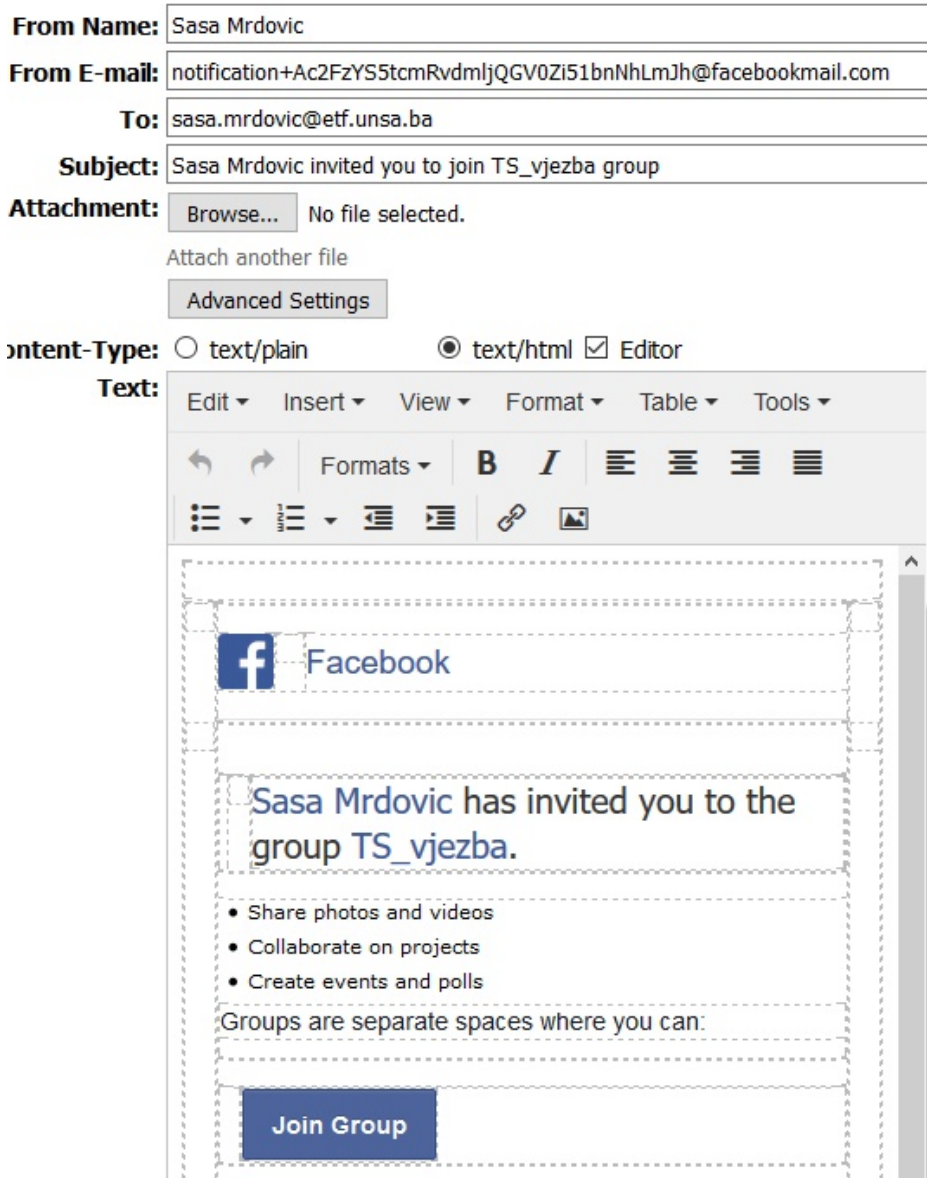 From Name: Sasa Mrdovic
From E-mail: notification+Ac2FzYS5tcmRvdmljQGV0Zi51bnNhLmJh@facebookmail.com
To: sasa.mrdovic@etf.unsa.ba
Subject: Sasa Mrdovic invited you to join TS_vjezba group
Attachment: Browse... No file selected.
Attach another file
Advanced Settings
ontent-Type: text/plain text/html Editor
Text:
Edit Insert View Format Table Tools
Formats B I
Facebook
Sasa Mrdovic has invited you to the
group TS_vjezba.
• Share photos and videos
• Collaborate on projects
• Create events and polls
Groups are separate spaces where you can:
Join Group